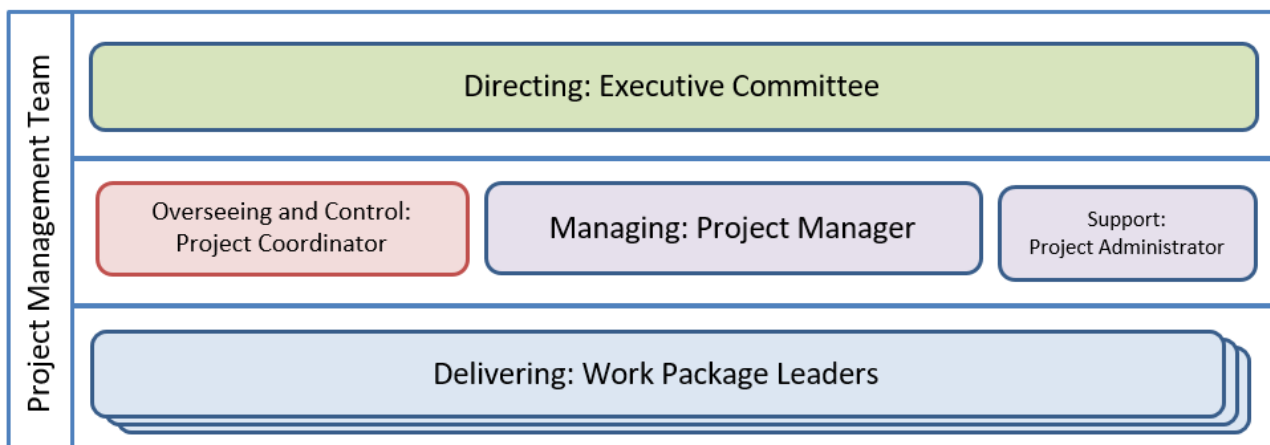 Project Management Team
Directing: Executive Committee
Overseeing and Control:
Project Coordinator
Managing: Project Manager
Support:
Project Administrator
Delivering: Work Package Leaders